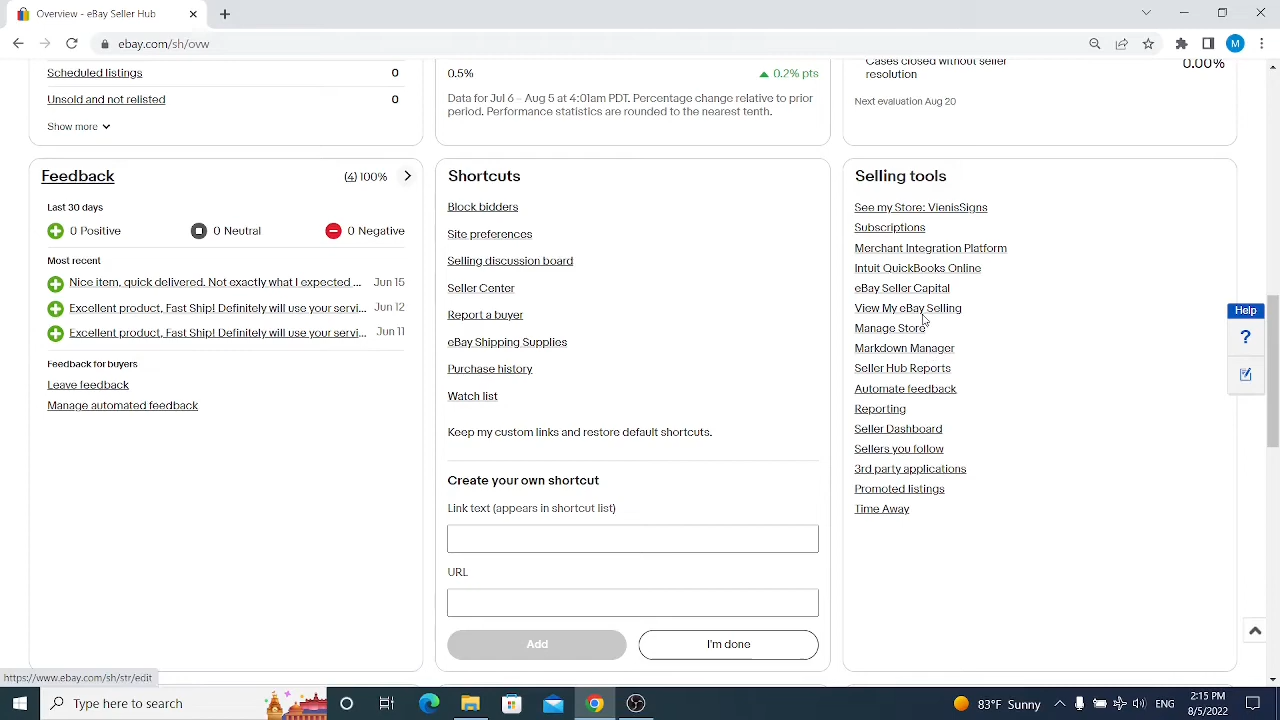 Overview - eBay Seller Hub
ebay.com/sh/ovw
M
Scheduled listings 0
Unsold and not relisted 0
Show more
0.5% 0.2% pts
Data for Jul 6 - Aug 5 at 4:01am PDT. Percentage change relative to prior
period. Performance statistics are rounded to the nearest tenth.
Cases closed without seller
resolution
0.00%
Next evaluation Aug 20
Feedback (4) 100%
Last 30 days
0 Positive 0 Neutral 0 Negative
Most recent
Nice item, quick delivered. Not exactly what I expected ... Jun 15
Excellent product, Fast Ship! Definitely will use your servi... Jun 12
Excellent product, Fast Ship! Definitely will use your servi... Jun 11
Feedback for buyers
Leave feedback
Manage automated feedback
Shortcuts
Block bidders
Site preferences
Selling discussion board
Seller Center
Report a buyer
eBay Shipping Supplies
Purchase history
Watch list
Keep my custom links and restore default shortcuts.
Create your own shortcut
Link text (appears in shortcut list)
URL
Add I'm done
Selling tools
See my Store: VienisSigns
Subscriptions
Merchant Integration Platform
Intuit QuickBooks Online
eBay Seller Capital
View My eBay Selling
Manage Store
Markdown Manager
Seller Hub Reports
Automate feedback
Reporting
Seller Dashboard
Sellers you follow
3rd party applications
Promoted listings
Time Away
Help
?
https://www.ebay.com/sh/str/edit
Type here to search
83°F Sunny
ENG
2:15 PM
8/5/2022